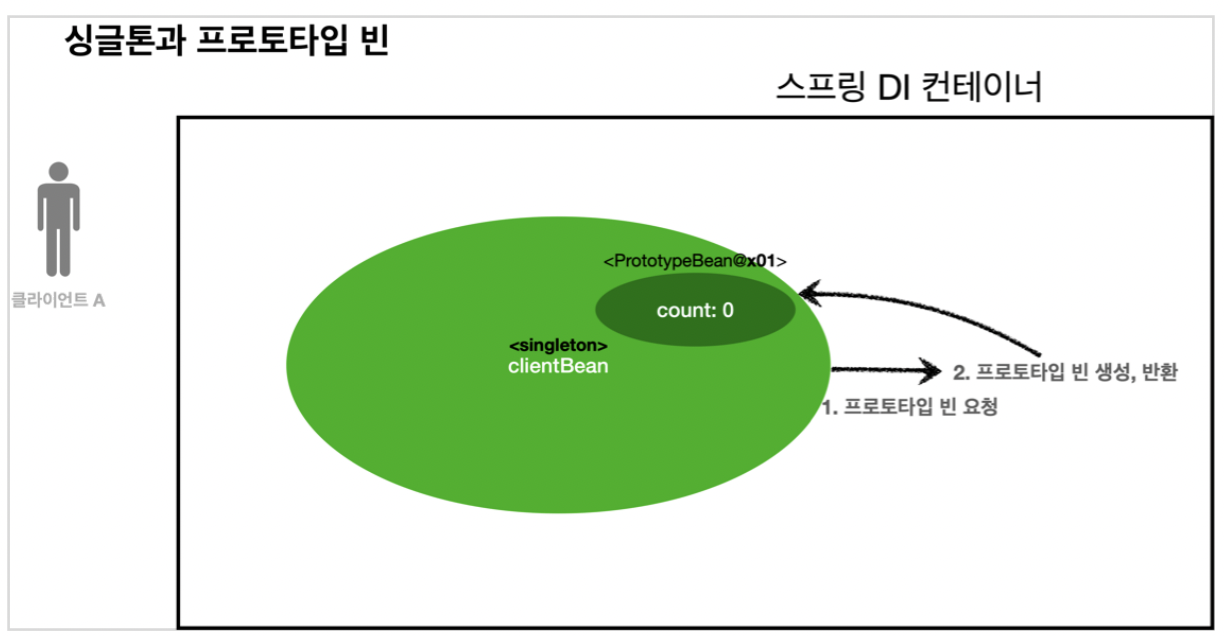 싱글톤과 프로토타입 빈
스프링 DI 컨테이너
클라이언트 A
<PrototypeBean@x01>
count: 0
<singleton>
clientBean
2. 프로토타입 빈 생성, 반환
1. 프로토타입 빈 요청